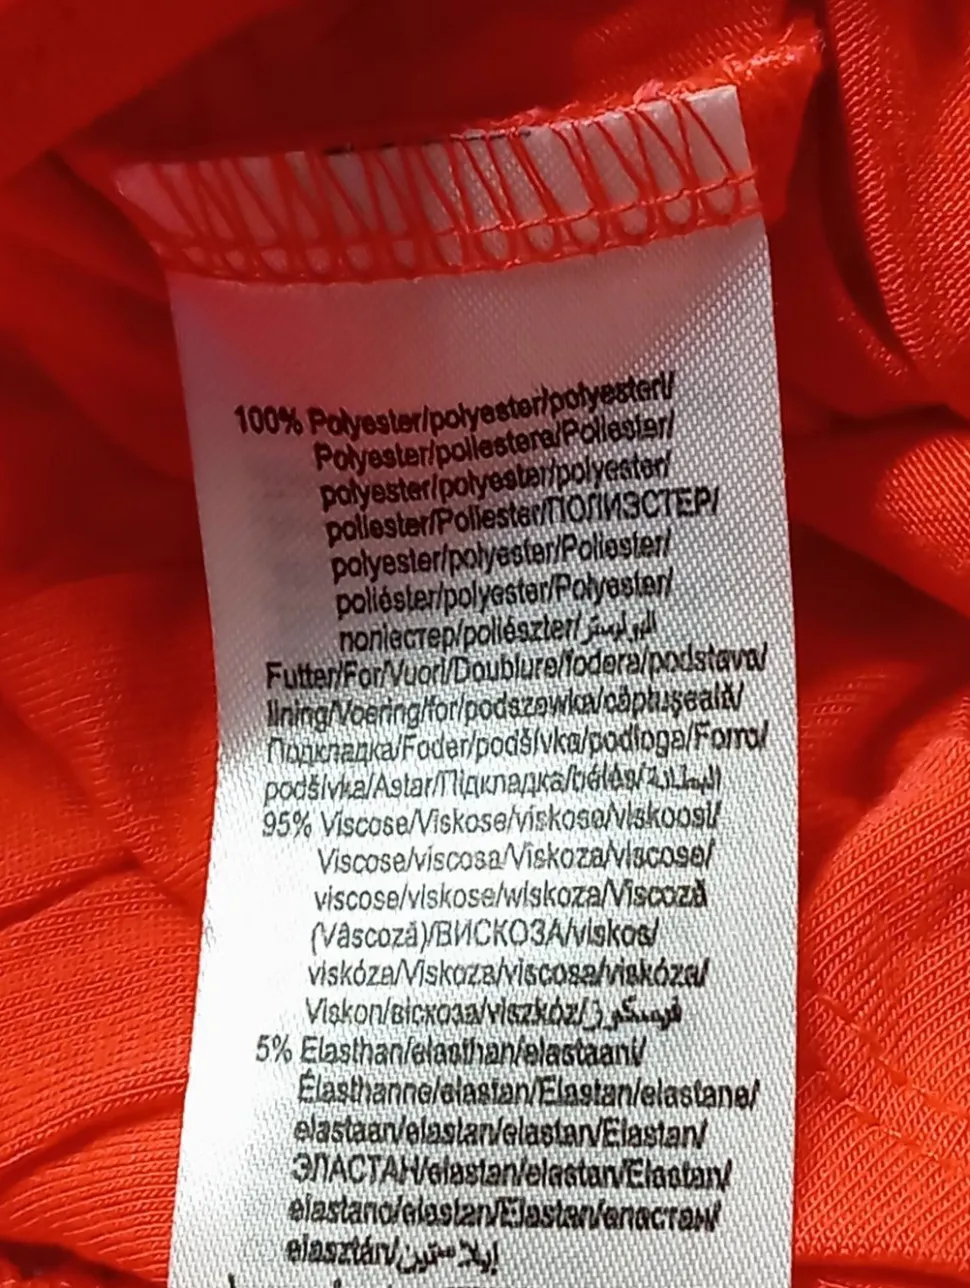 100% Polyester/polyester/polyesteri/
Polyester/poliestere/Poliester/
polyester/polyester/polyester/
poliester/Poliester/ПОЛИЭСТЕР/
polyester/polyester/Poliester/
poliéster/polyester/Polyester/
поліестер/poliészter/البوليستر
Futter/For/Vuori/Doublure/fodera/podstava/
lining/Voering/for/podszewka/căptuşeală/
Подкладка/Foder/podšívka/podloga/Forro/
podšívka/Astar/Підкладка/bélés/البطانة
95% Viscose/Viskose/viskose/viskoosi/
Viscose/viscosa/Viskoza/viscose/
viscose/viskose/wiskoza/Viscoză
(Vâscoză)/ВИСКОЗА/viskos/
viskóza/Viskoza/viscosa/viskóza/
Viskon/віскоза/viszkóz/فيسكوز
5% Elasthan/elasthan/elastaani/
Élasthanne/elastan/Elastan/elastane/
elastaan/elastan/elastan/Elastan/
ЭЛАСТАН/elastan/elastan/Elastan/
elastano/elastan/Elastan/еластан/
elasztán/إيلاستين